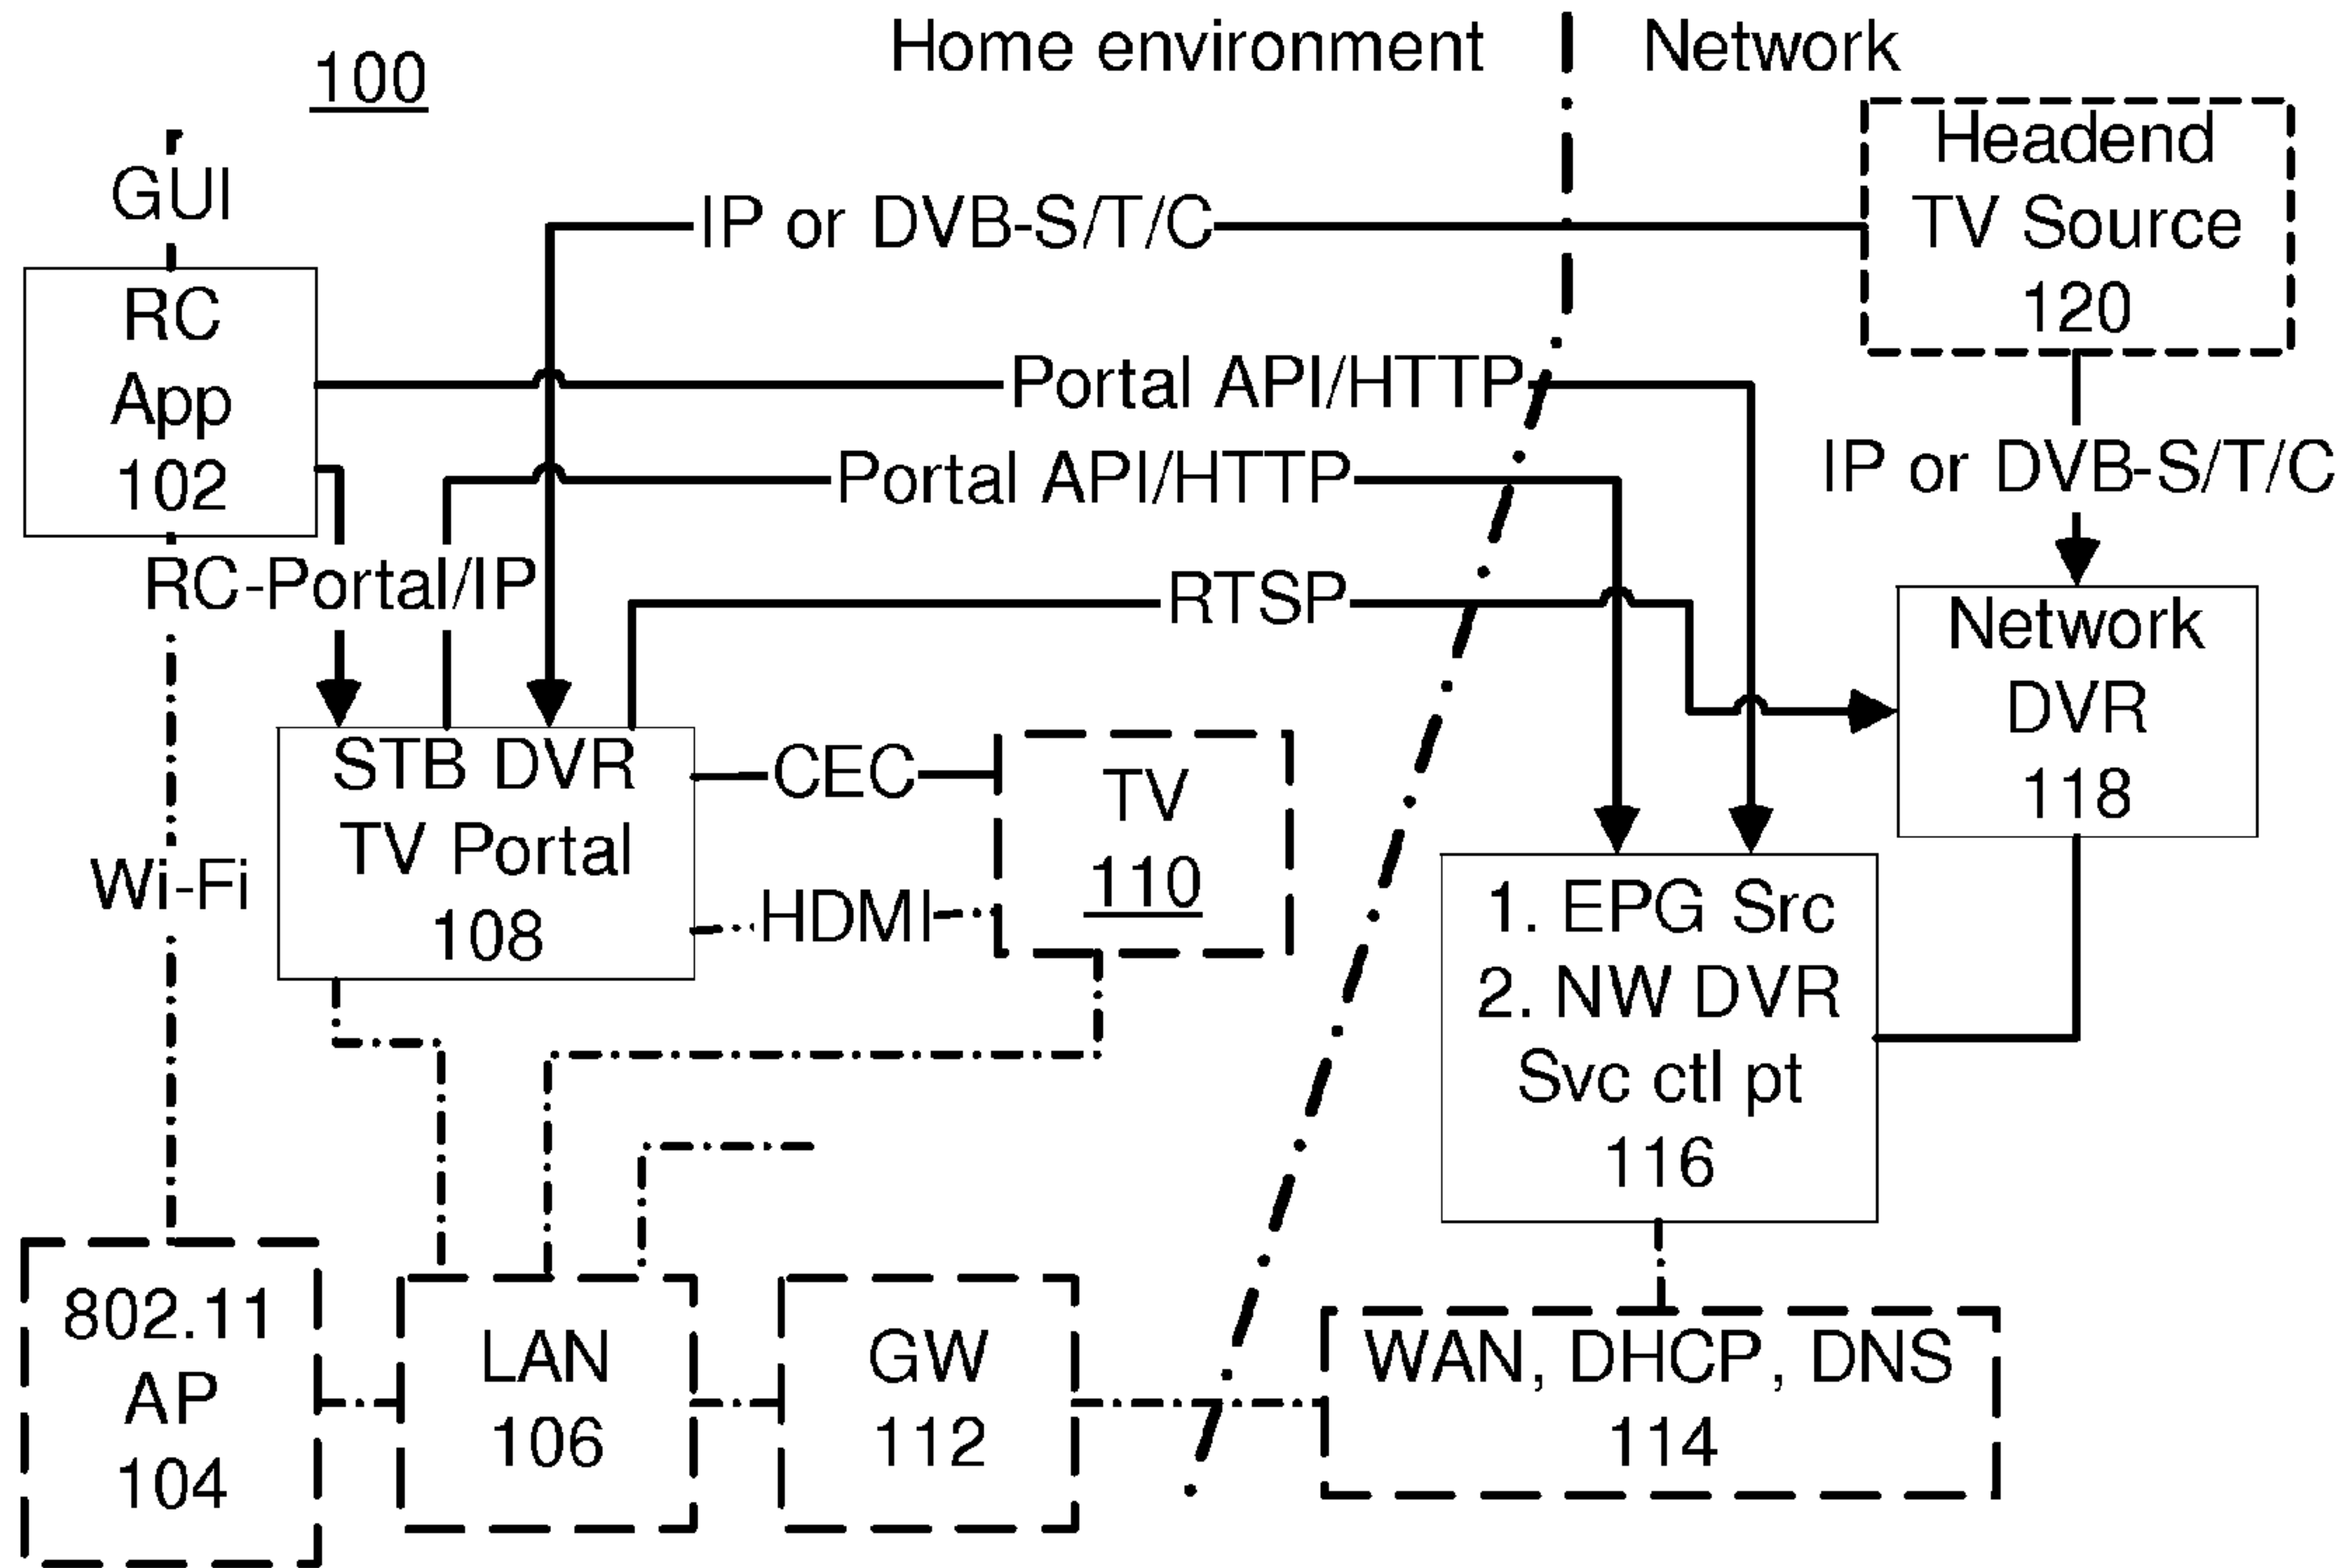 Home environment
Network
100
GUI
Headend
TV Source
120
IP or DVB-S/T/C
RC
App
102
Portal API/HTTP
Portal API/HTTP
IP or DVB-S/T/C
RC-Portal/IP
RTSP
Network
DVR
118
STB DVR
TV Portal
108
CEC
HDMI
TV
110
Wi-Fi
1. EPG Src
2. NW DVR
Svc ctl pt
116
802.11
AP
104
LAN
106
GW
112
WAN, DHCP, DNS
114